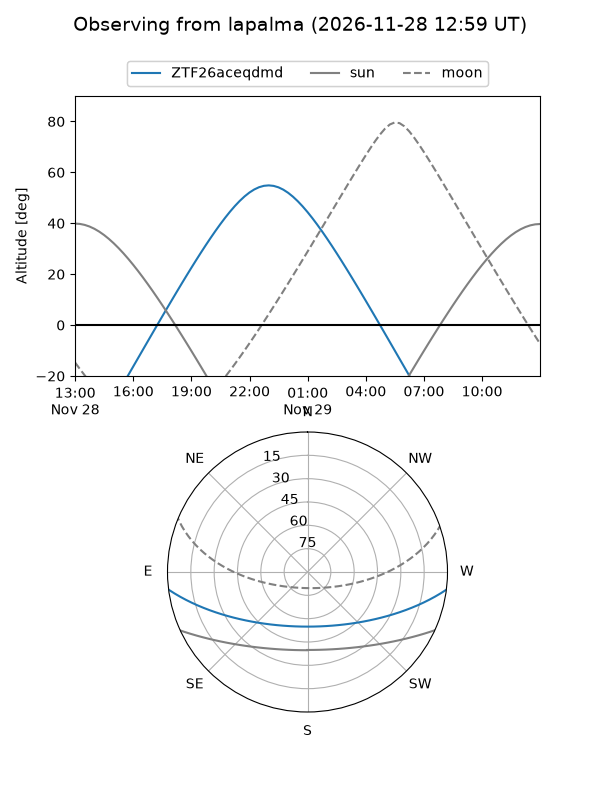 Observing from lapalma (2026-11-28 12:59 UT)
ZTF26aceqdmd sun moon
Altitude [deg]
80
60
40
20
0
−20
13:00 16:00 19:00 22:00 01:00 04:00 07:00 10:00
Nov 28 Nov 29
N
NE NW
15
30
45
60
75
E W
SE SW
S